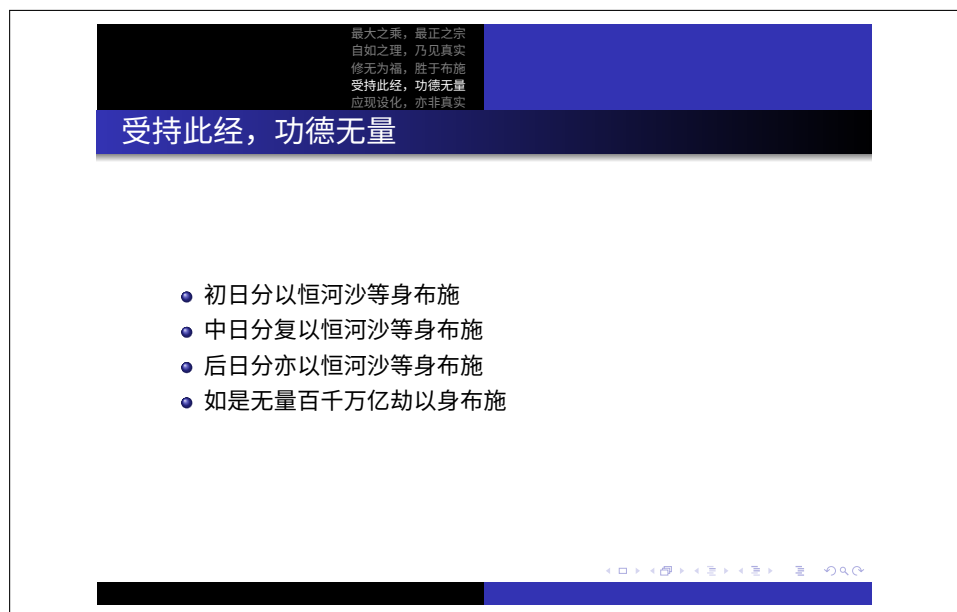 最大之乘，最正之宗
自如之理，乃见真实
修无为福，胜于布施
受持此经，功德无量
应现设化，亦非真实
受持此经，功德无量
初日分以恒河沙等身布施
中日分复以恒河沙等身布施
后日分亦以恒河沙等身布施
如是无量百千万亿劫以身布施